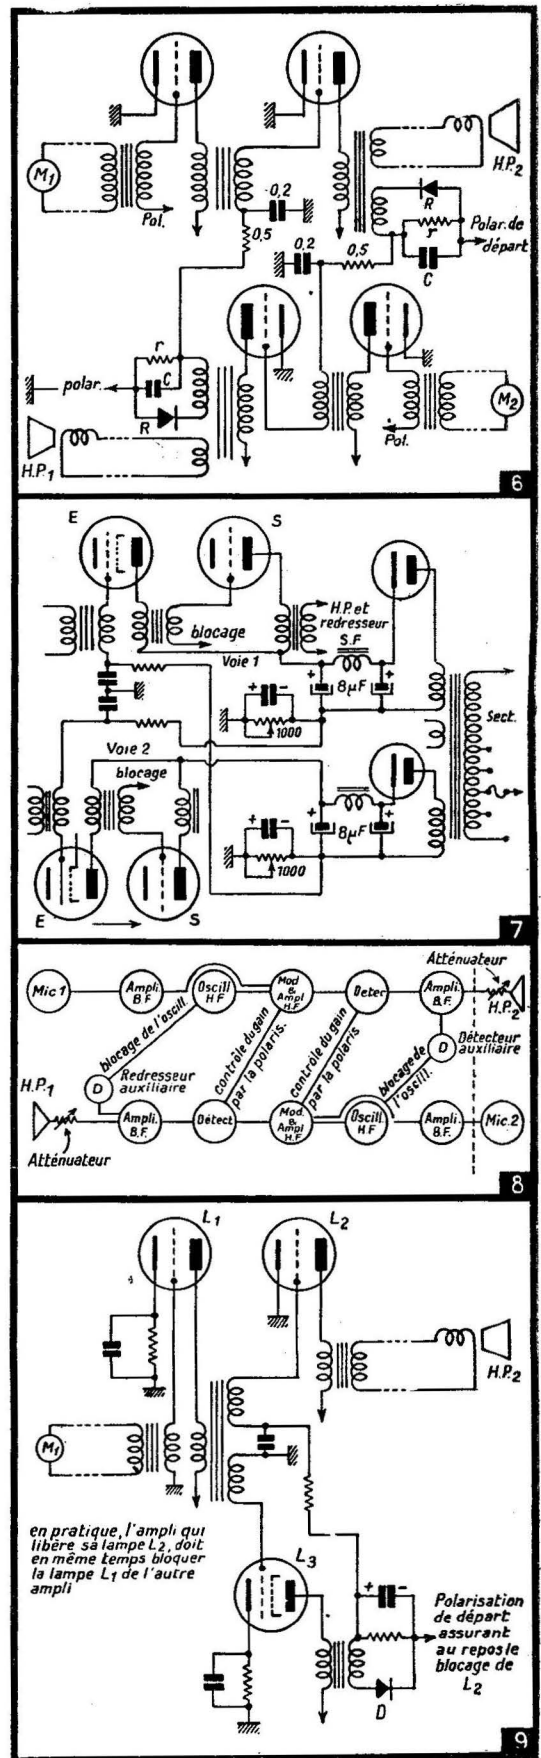 M1
Pol.
0,2
0,5
H.P.2
R
r
C
Polar. de
départ
0,2
0,5
r
C
polar.
R
H.P.1
M2
Pol.
6
E
S
blocage
H.P. et
redresseur
Voie 1
S.F
+
+
8µF
+ -
1000
Sect.
Voie 2
blocage
+
+
8µF
+ -
1000
E
S
7
Mic 1
Ampli.
B F
Oscill
H F
Mod
&
Ampl
H F
Deter
Ampli.
B.F.
Atténuateur
H.P.2
blocage de l'oscill.
contrôle du gain
par la polaris.
contrôle du gain
par la polaris
blocage de
l'oscill.
D
Détecteur
auxiliaire
D
Redresseur
auxiliaire
H.P.1
Atténuateur
Ampli.
B.F.
Détect
Mod.
&
Ampl
H F
Oscill.
H F
Ampli.
B F
Mic.2
8
L1
L2
H.P.2
M1
en pratique, l'ampli qui
libère sa lampe L2, doit
en même temps bloquer
la lampe L1 de l'autre
ampli
L3
+ -
D
Polarisation
de départ
assurant
au repos le
blocage de
L2
9